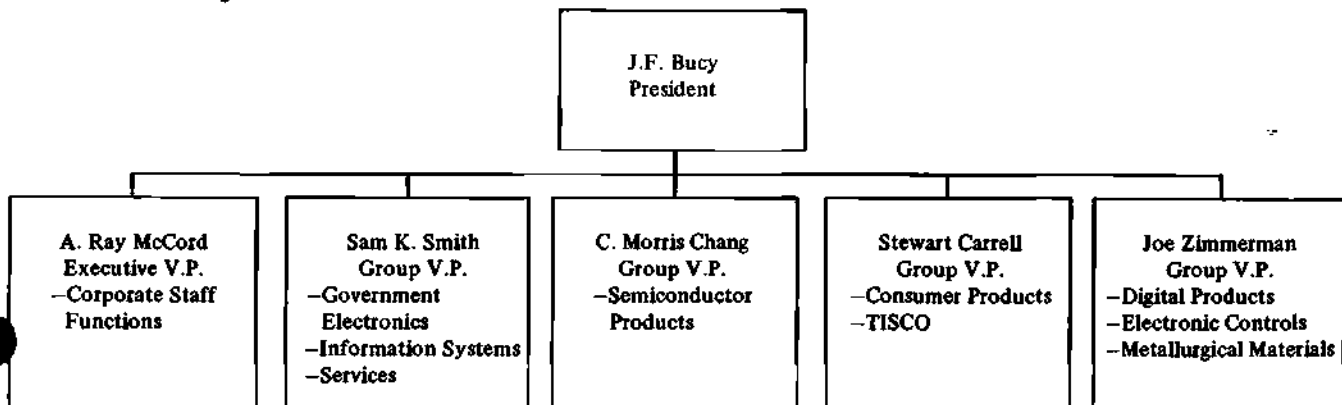 J.F. Bucy
President
A. Ray McCord
Executive V.P.
–Corporate Staff
Functions
Sam K. Smith
Group V.P.
–Government
Electronics
–Information Systems
–Services
C. Morris Chang
Group V.P.
–Semiconductor
Products
Stewart Carrell
Group V.P.
–Consumer Products
–TISCO
Joe Zimmerman
Group V.P.
–Digital Products
–Electronic Controls
–Metallurgical Materials